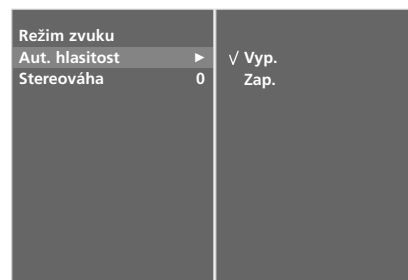 Režim zvuku
Aut. hlasitost ►
Stereováha 0
√ Vyp.
Zap.